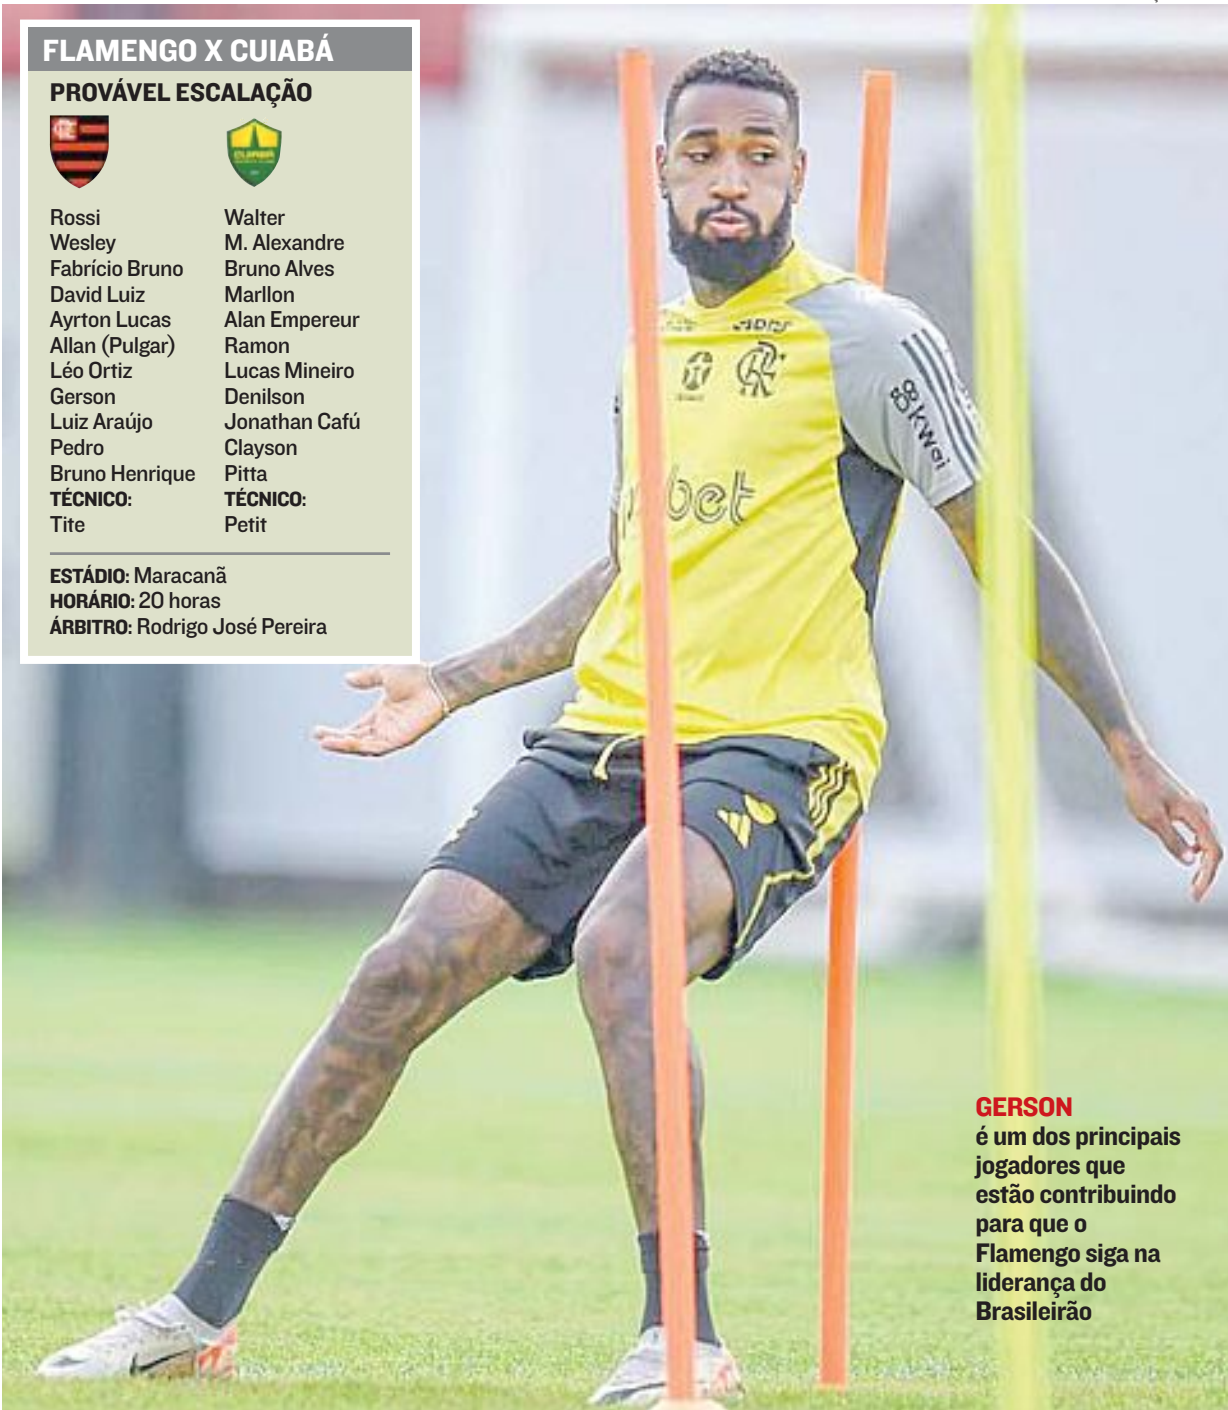 FLAMENGO X CUIABÁ
PROVÁVEL ESCALAÇÃO
CUIABÁ
Rossi
Wesley
Fabrício Bruno
David Luiz
Ayrton Lucas
Allan (Pulgar)
Léo Ortiz
Gerson
Luiz Araújo
Pedro
Bruno Henrique
TÉCNICO:
Tite
Walter
M. Alexandre
Bruno Alves
Marllon
Alan Empereur
Ramon
Lucas Mineiro
Denilson
Jonathan Cafú
Clayson
Pitta
TÉCNICO:
Petit
ESTÁDIO: Maracanã
HORÁRIO: 20 horas
ÁRBITRO: Rodrigo José Pereira
kwai
bet
GERSON
é um dos principais
jogadores que
estão contribuindo
para que o
Flamengo siga na
liderança do
Brasileirão